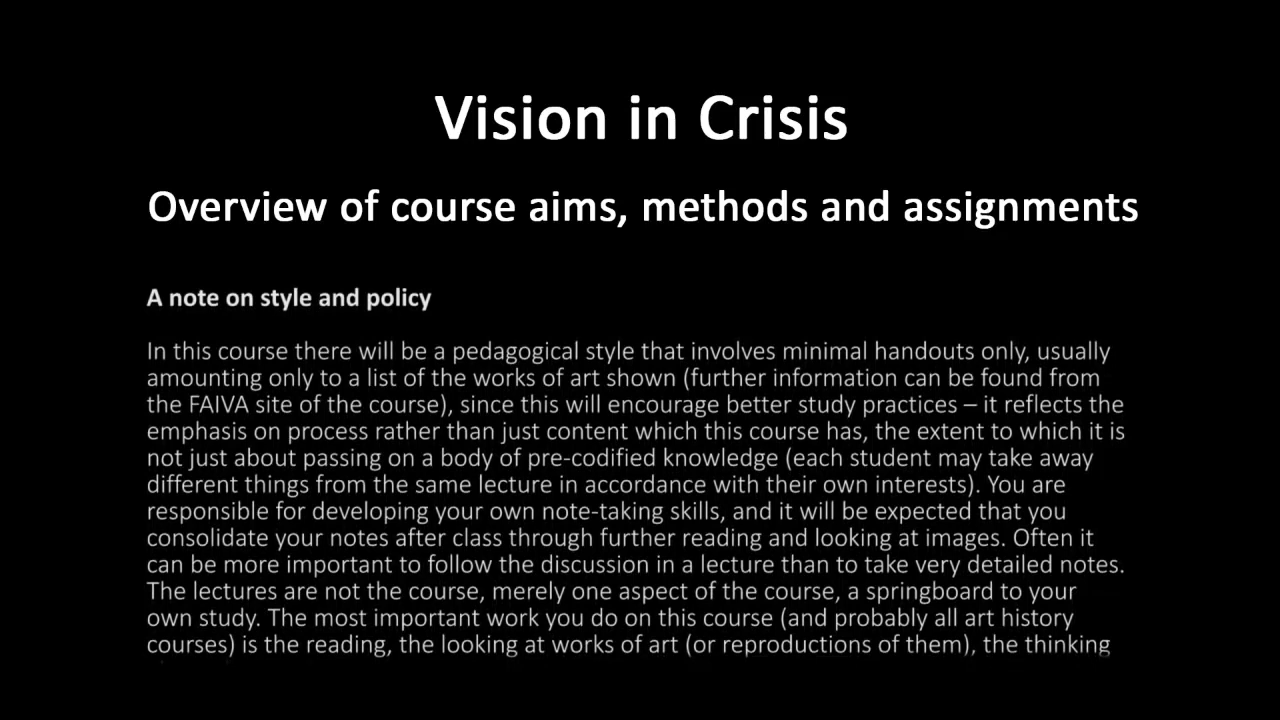 Vision in Crisis
Overview of course aims, methods and assignments
A note on style and policy
In this course there will be a pedagogical style that involves minimal handouts only, usually
amounting only to a list of the works of art shown (further information can be found from
the FAIVA site of the course), since this will encourage better study practices – it reflects the
emphasis on process rather than just content which this course has, the extent to which it is
not just about passing on a body of pre-codified knowledge (each student may take away
different things from the same lecture in accordance with their own interests). You are
responsible for developing your own note-taking skills, and it will be expected that you
consolidate your notes after class through further reading and looking at images. Often it
can be more important to follow the discussion in a lecture than to take very detailed notes.
The lectures are not the course, merely one aspect of the course, a springboard to your
own study. The most important work you do on this course (and probably all art history
courses) is the reading, the looking at works of art (or reproductions of them), the thinking